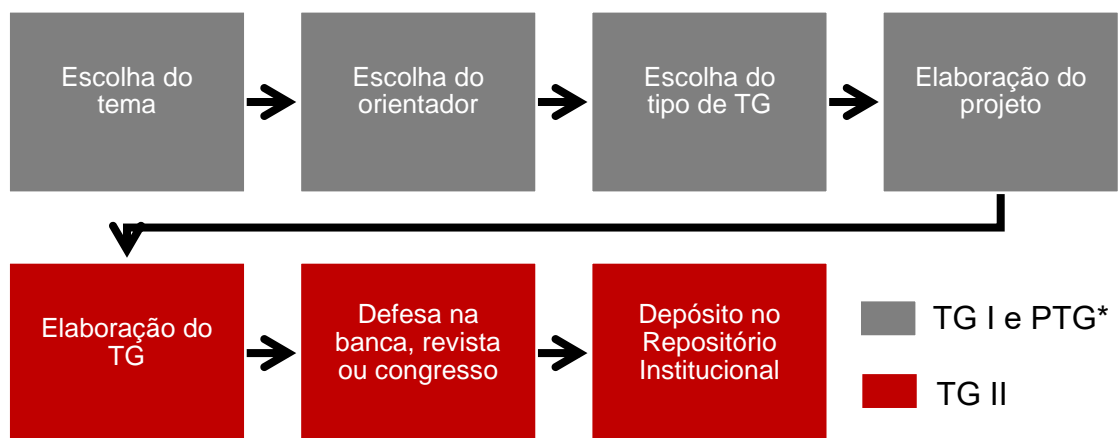 Escolha do
tema
Escolha do
orientador
Escolha do
tipo de TG
Elaboração do
projeto
Elaboração do
TG
Defesa na
banca, revista
ou congresso
Depósito no
Repositório
Institucional
TG I e PTG*
TG II